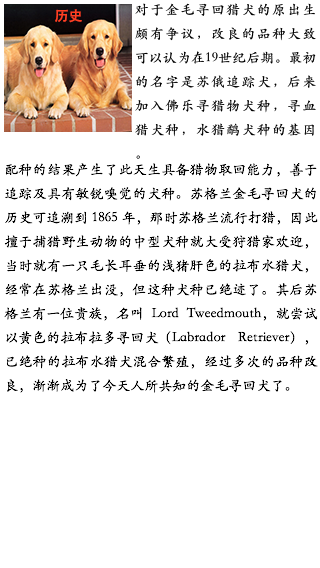 历史
对于金毛寻回猎犬的原出生
颇有争议，改良的品种大致
可以认为在19世纪后期。最初
的名字是苏俄追踪犬，后来
加入佛乐寻猎物犬种，寻血
猎犬种，水猎鹬犬种的基因
。
配种的结果产生了此天生具备猎物取回能力，善于
追踪及具有敏锐嗅觉的犬种。苏格兰金毛寻回犬的
历史可追溯到 1865 年，那时苏格兰流行打猎，因此
擅于捕猎野生动物的中型犬种就大受狩猎家欢迎，
当时就有一只毛长耳垂的浅猪肝色的拉布水猎犬，
经常在苏格兰出没，但这种犬种已绝迹了。其后苏
格兰有一位贵族，名叫 Lord Tweedmouth，就尝试
以黄色的拉布拉多寻回犬（Labrador Retriever），
已绝种的拉布水猎犬混合繁殖，经过多次的品种改
良，渐渐成为了今天人所共知的金毛寻回犬了。